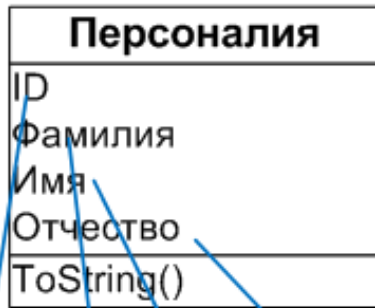 Персоналия
ID
Фамилия
Имя
Отчество
ToString()